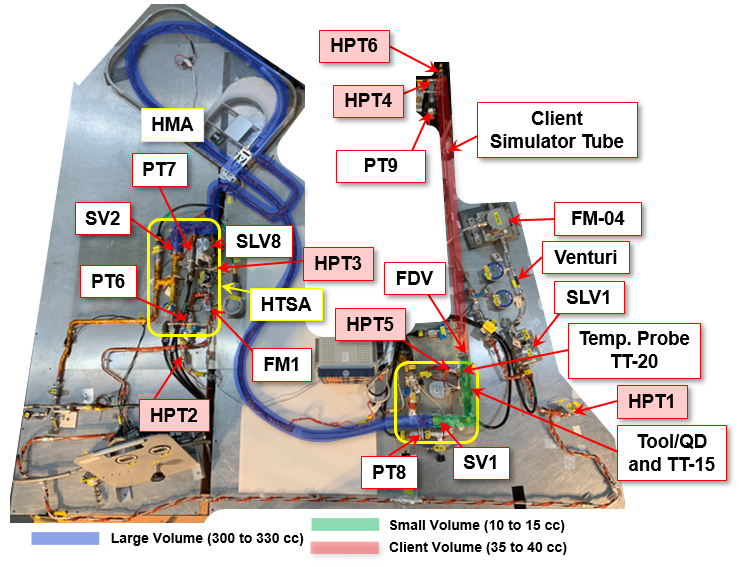 HPT6
HPT4
Client
Simulator Tube
HMA
PT9
PT7
SV2
SLV8
FM-04
HPT3
Venturi
PT6
FDV
HTSA
SLV1
HPT5
Temp. Probe
TT-20
FM1
HPT2
HPT1
Tool/QD
and TT-15
PT8
SV1
Large Volume (300 to 330 cc)
Small Volume (10 to 15 cc)
Client Volume (35 to 40 cc)